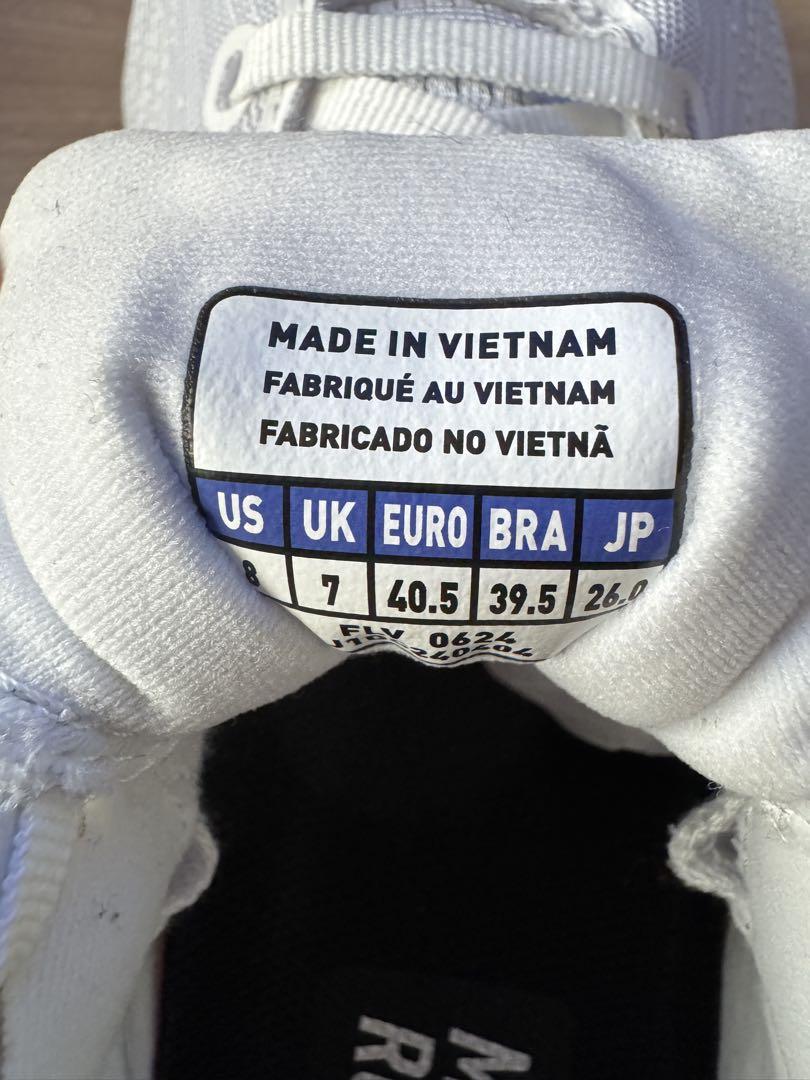 MADE IN VIETNAM
FABRIQUÉ AU VIETNAM
FABRICADO NO VIETNÃ
US UK EURO BRA JP
8 7 40.5 39.5 26.0
FLV 0624